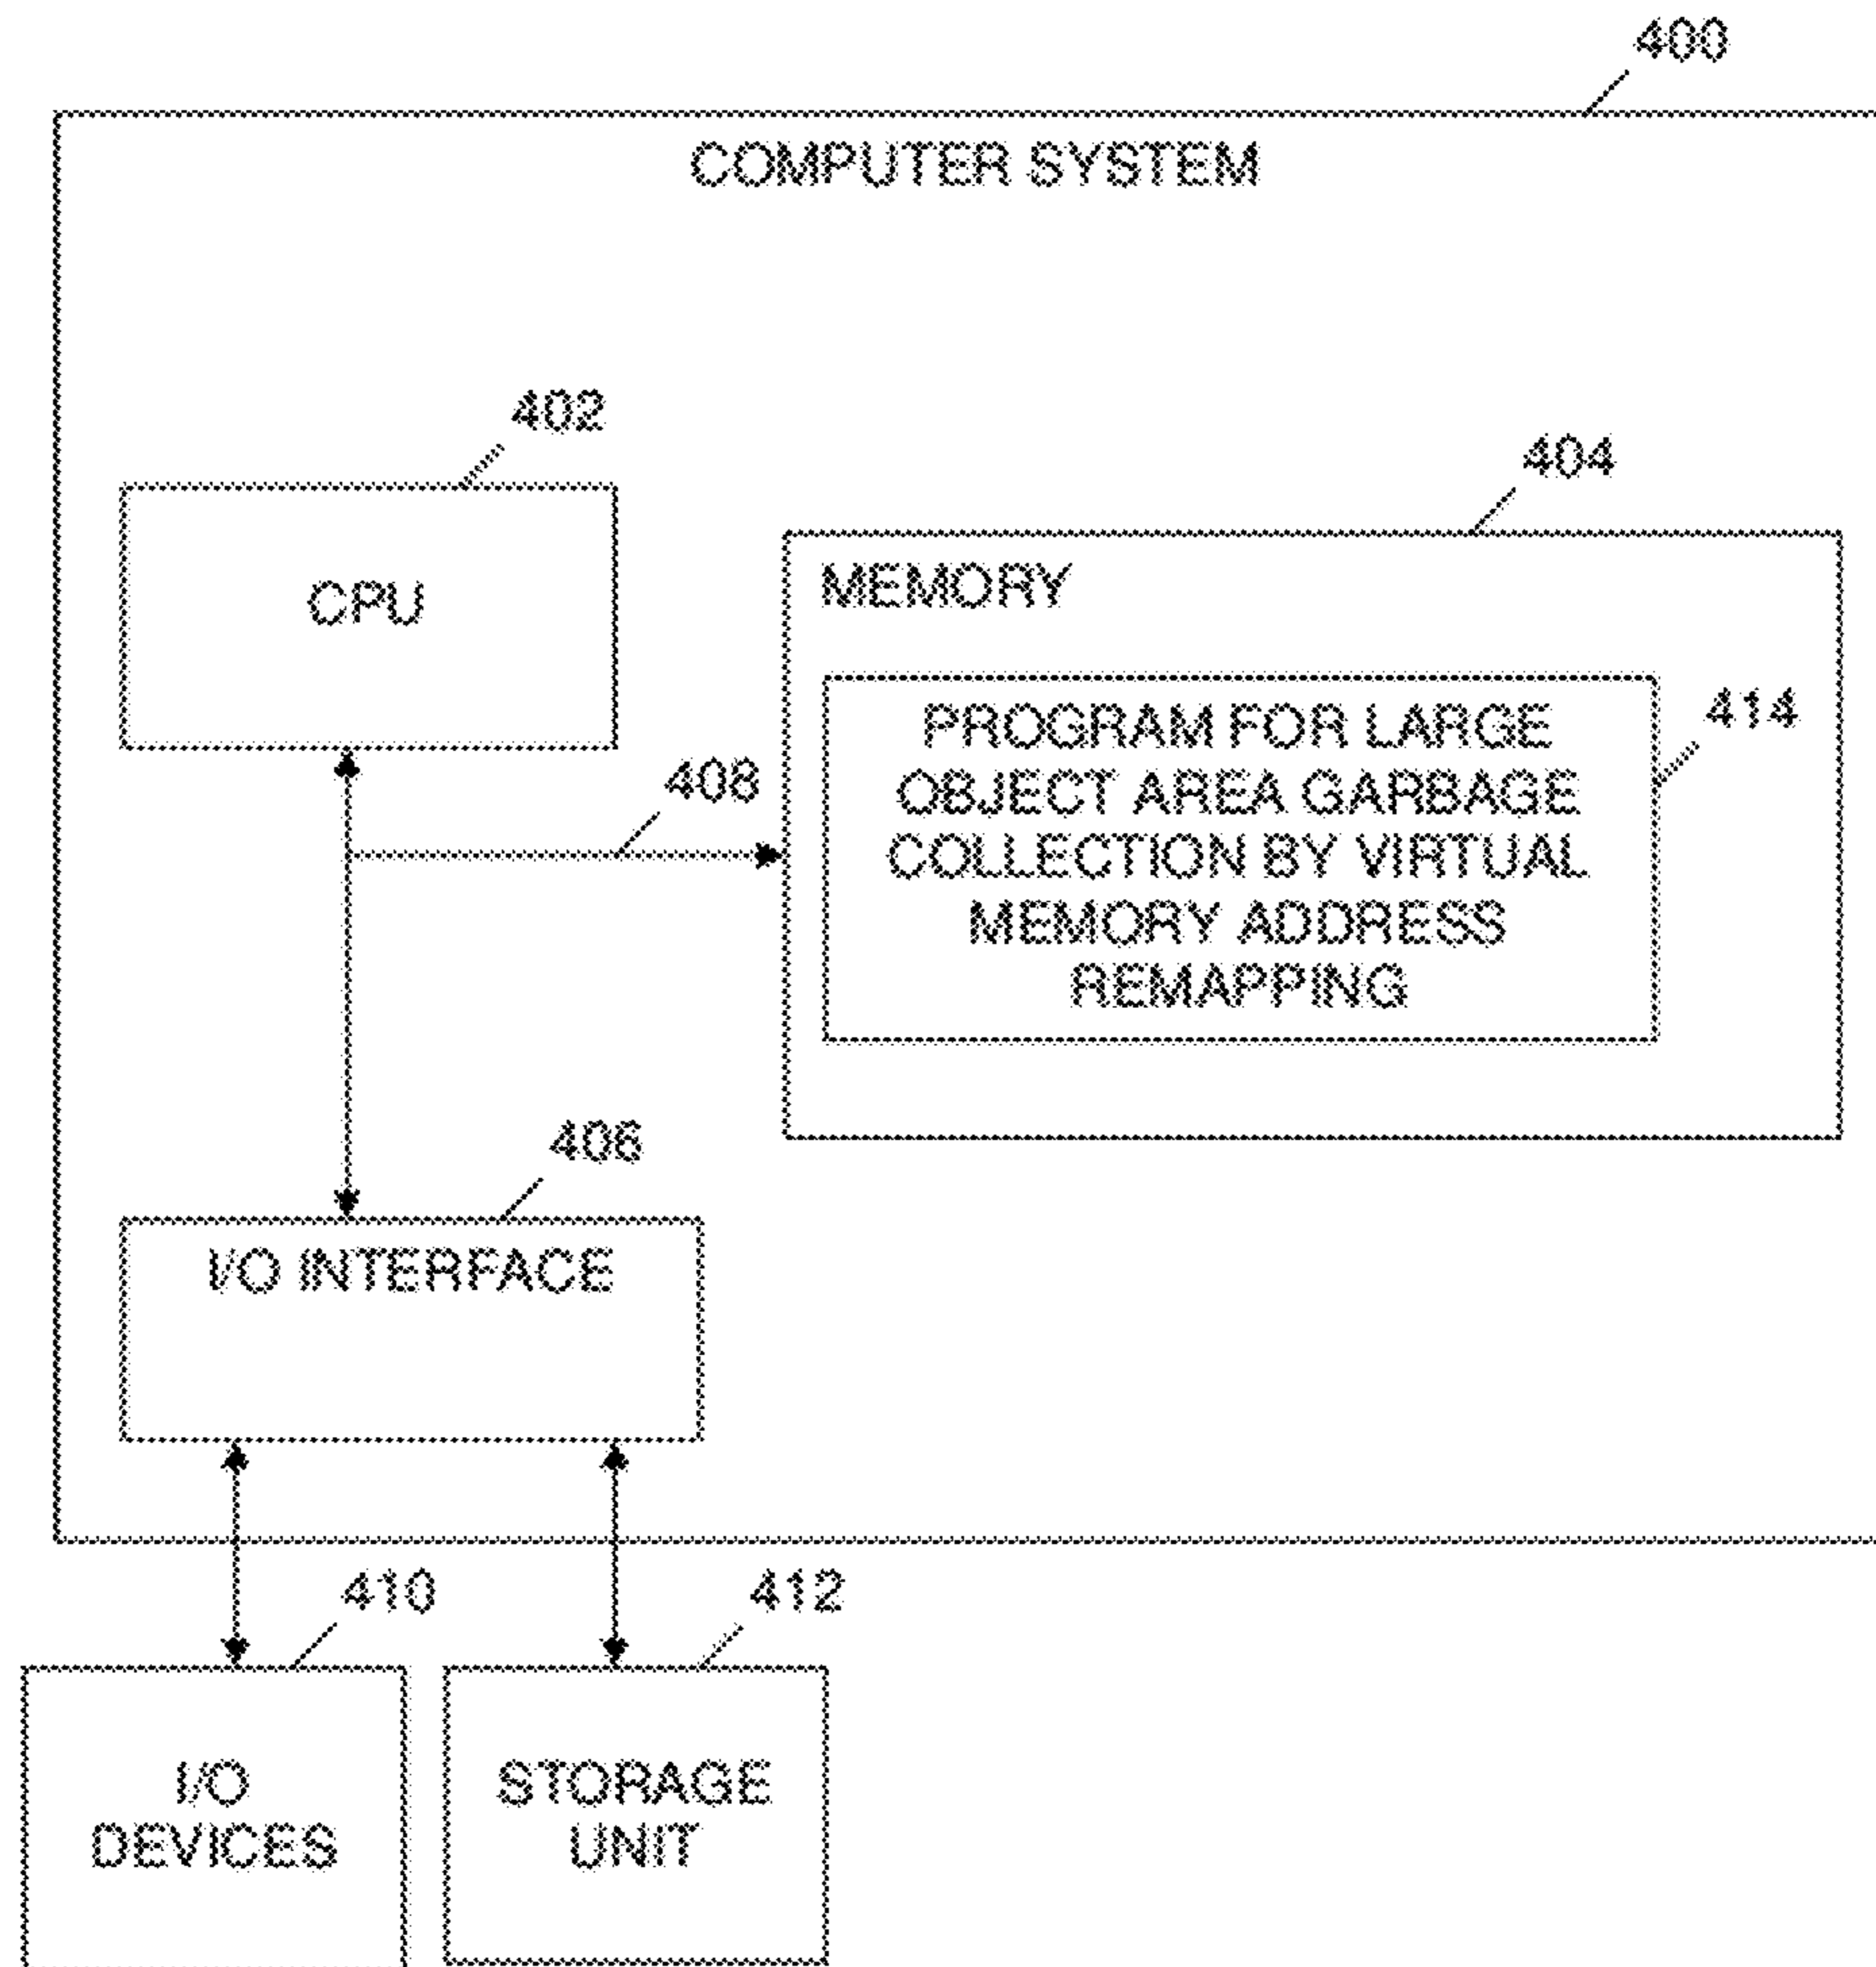 400
COMPUTER SYSTEM
402
404
CPU
MEMORY
414
PROGRAM FOR LARGE
OBJECT AREA GARBAGE
COLLECTION BY VIRTUAL
MEMORY ADDRESS
REMAPPING
408
406
I/O INTERFACE
410
412
I/O
DEVICES
STORAGE
UNIT